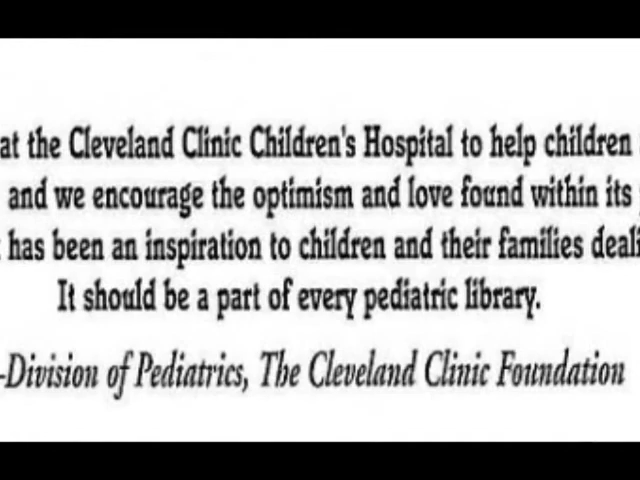 at the Cleveland Clinic Children's Hospital to help children
and we encourage the optimism and love found within its
has been an inspiration to children and their families deali
It should be a part of every pediatric library.
-Division of Pediatrics, The Cleveland Clinic Foundation